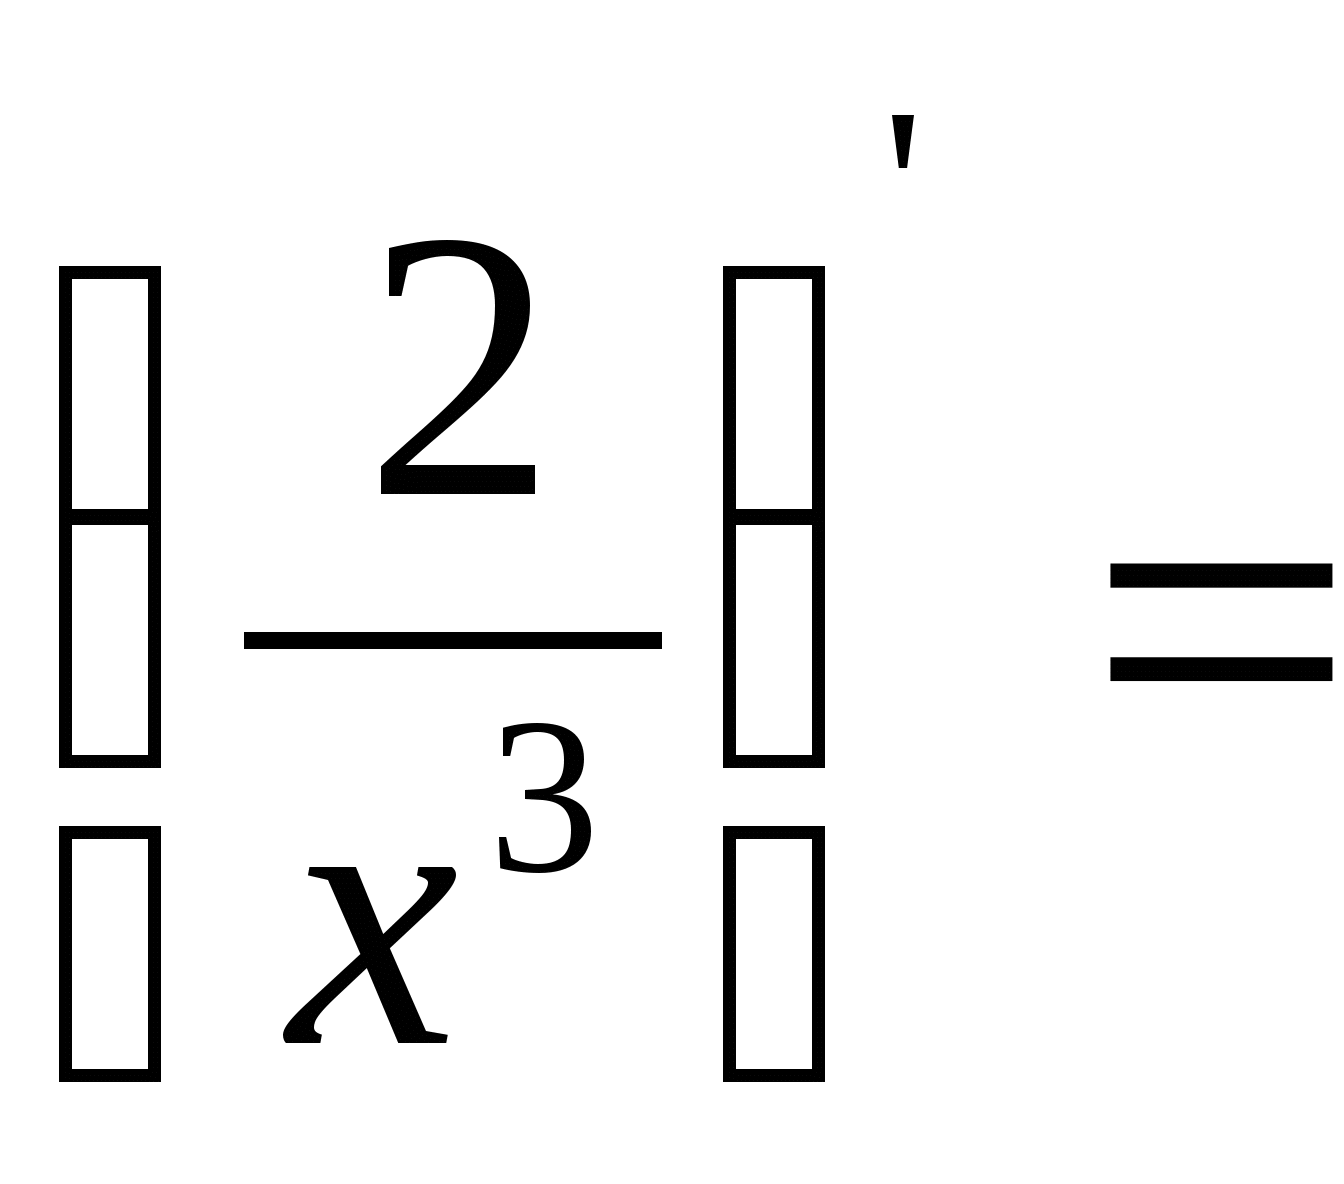 (2/x³)' =